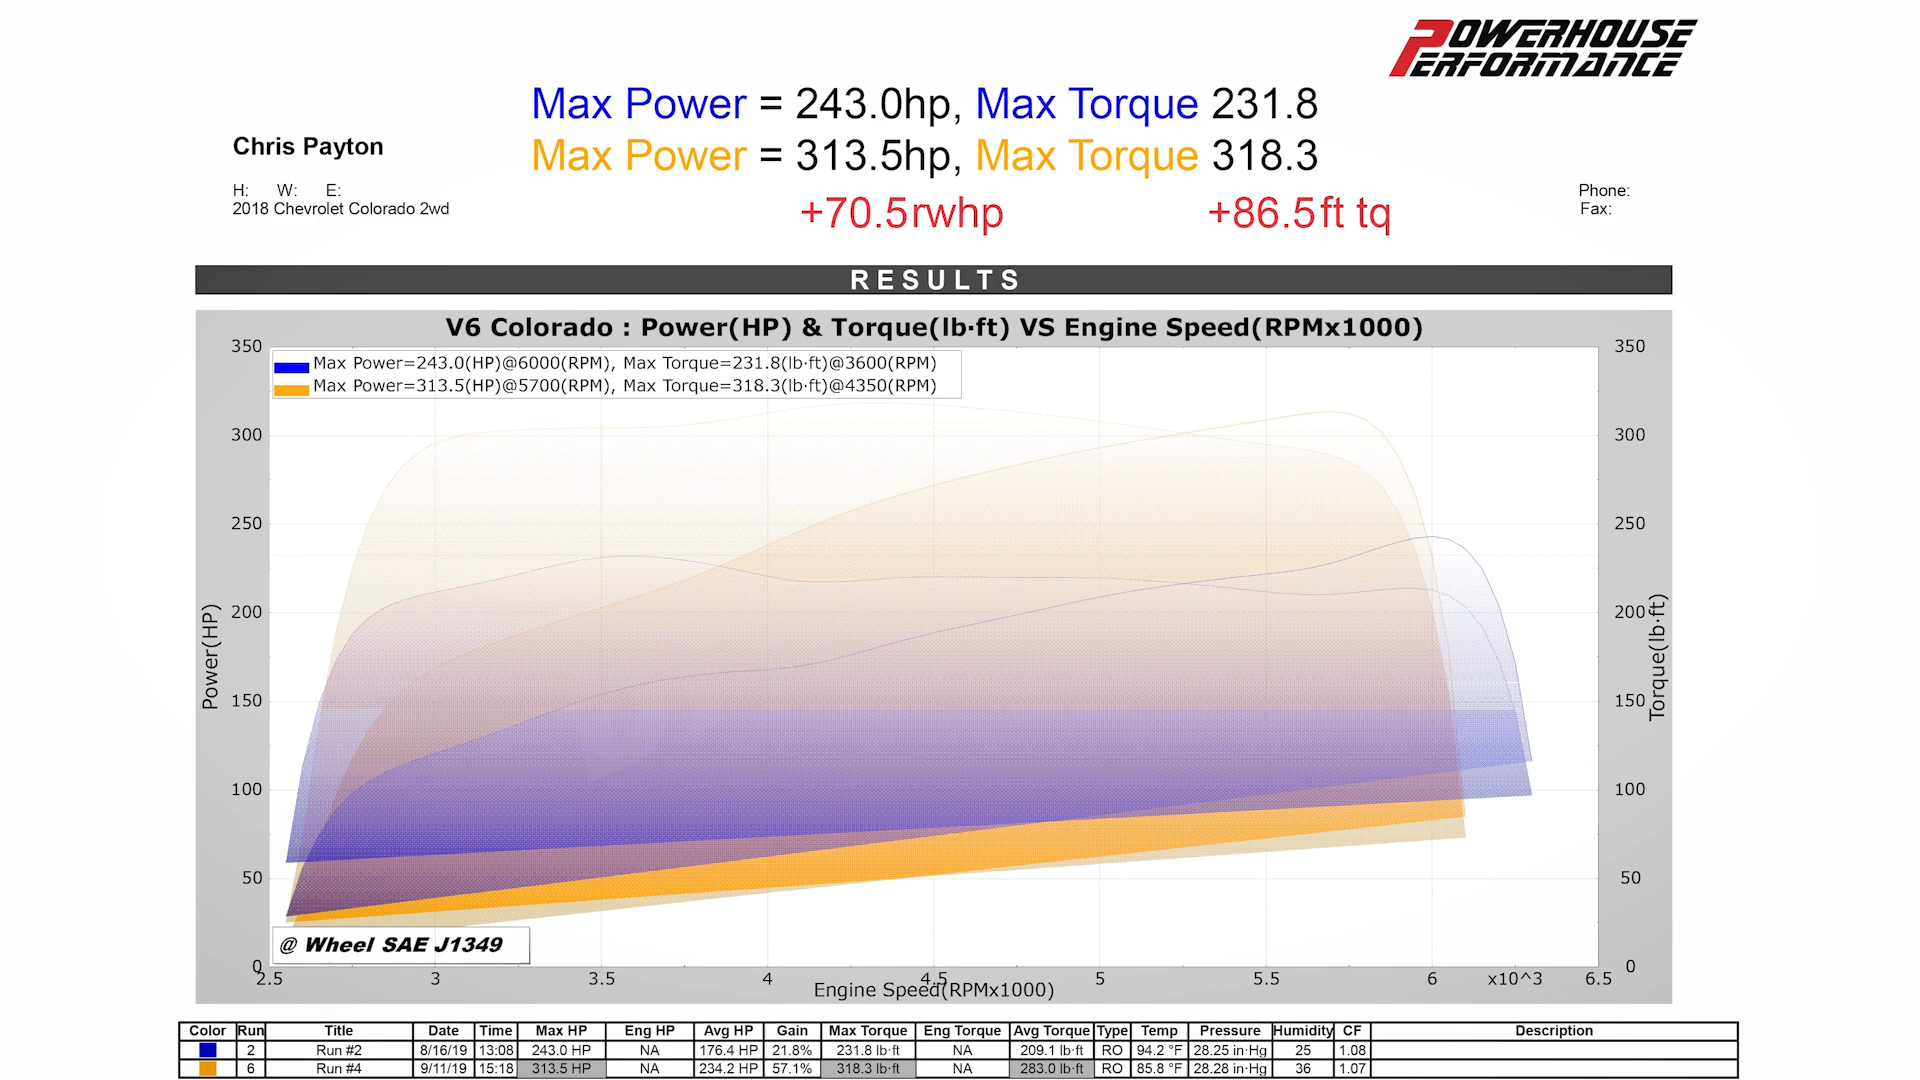 POWERHOUSE
PERFORMANCE
Max Power = 243.0hp, Max Torque 231.8
Max Power = 313.5hp, Max Torque 318.3
+70.5rwhp +86.5ft tq
Chris Payton
H: W: E:
2018 Chevrolet Colorado 2wd
Phone:
Fax:
RESULTS
V6 Colorado : Power(HP) & Torque(lb·ft) VS Engine Speed(RPMx1000)
Max Power=243.0(HP)@6000(RPM), Max Torque=231.8(lb·ft)@3600(RPM)
Max Power=313.5(HP)@5700(RPM), Max Torque=318.3(lb·ft)@4350(RPM)
350 350
300 300
250 250
200 200
150 150
100 100
50 50
0 0
Power(HP)
Torque(lb·ft)
@ Wheel SAE J1349
2.5 3 3.5 4 4.5 5 5.5 6 x10^3 6.5
Engine Speed(RPMx1000)
Color Run Title Date Time Max HP Eng HP Avg HP Gain Max Torque Eng Torque Avg Torque Type Temp Pressure Humidity CF Description
2 Run #2 8/16/19 13:08 243.0 HP NA 176.4 HP 21.8% 231.8 lb·ft NA 209.1 lb·ft RO 94.2 °F 28.25 in·Hg 25 1.08
6 Run #4 9/11/19 15:18 313.5 HP NA 234.2 HP 57.1% 318.3 lb·ft NA 283.0 lb·ft RO 85.8 °F 28.28 in·Hg 36 1.07